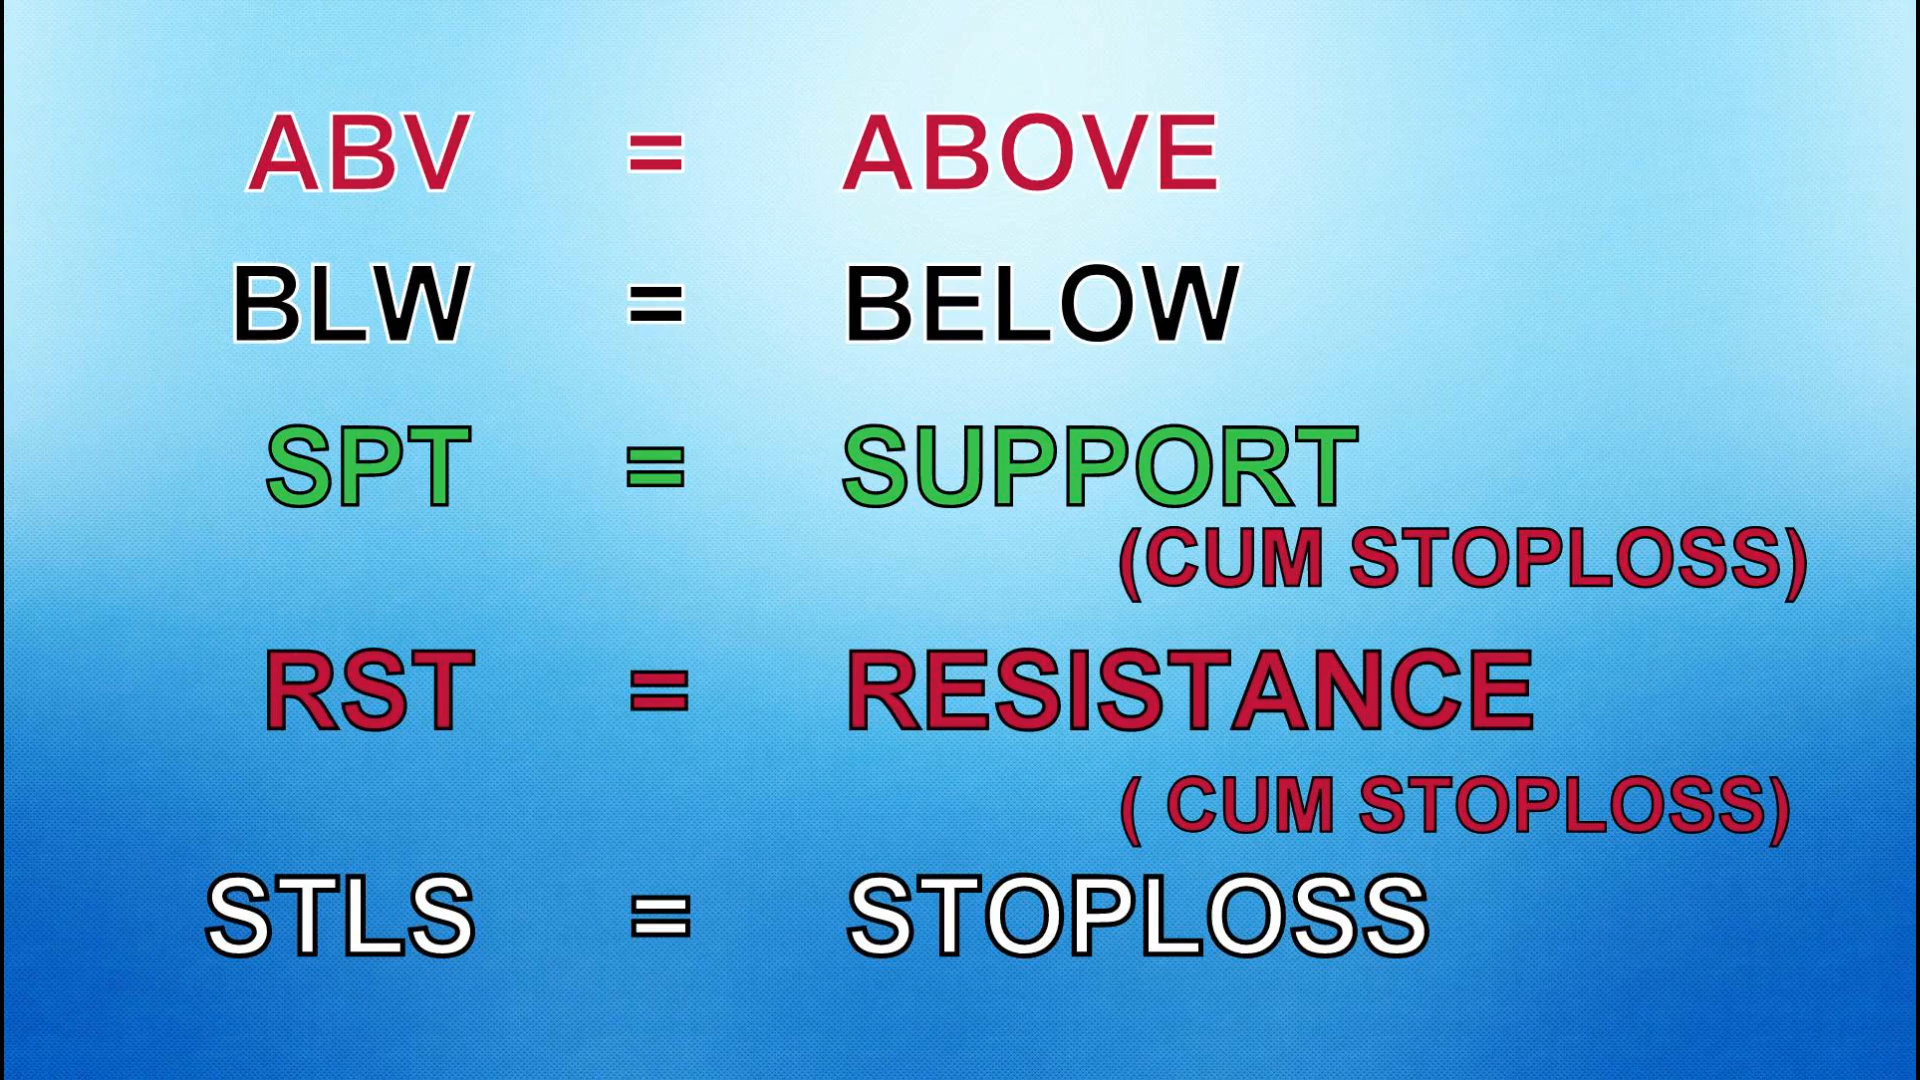 ABV = ABOVE
BLW = BELOW
SPT = SUPPORT
(CUM STOPLOSS)
RST = RESISTANCE
( CUM STOPLOSS)
STLS = STOPLOSS